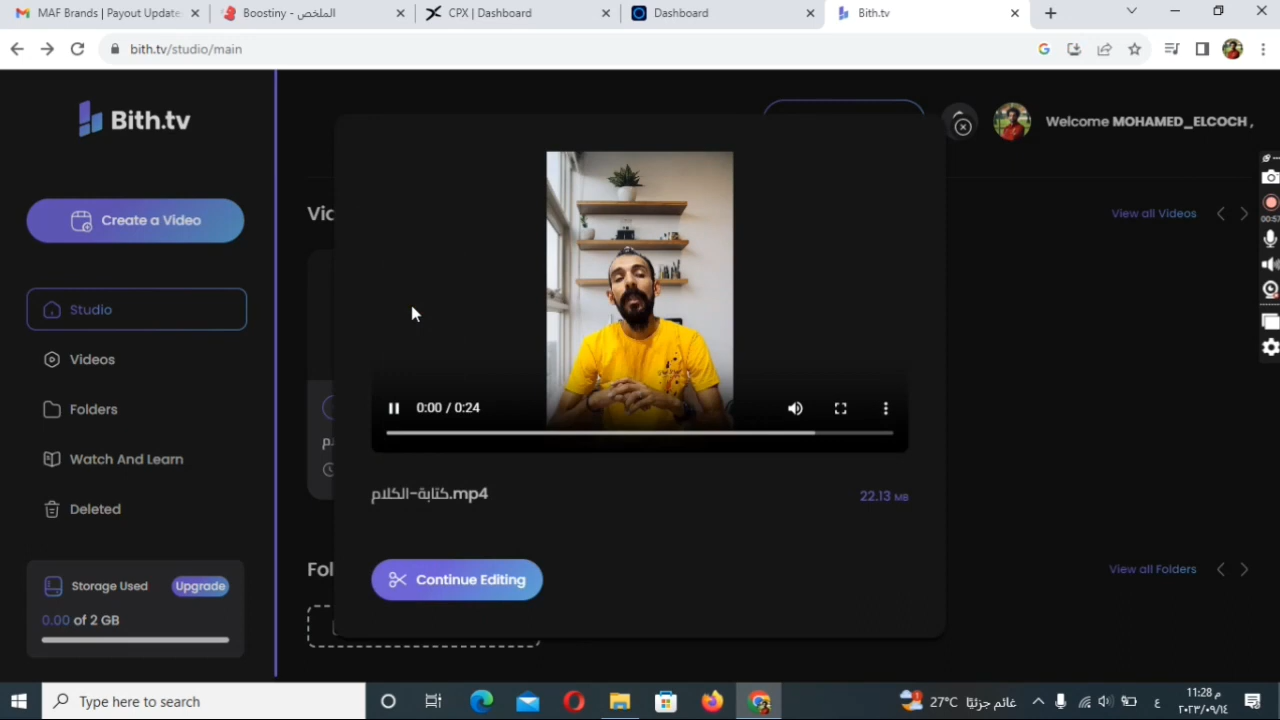 MAF Brands | Payout Update
Boostiny - الملخص
CPX | Dashboard
Dashboard
Bith.tv
bith.tv/studio/main
Bith.tv
Welcome MOHAMED_ELCOCH ,
Create a Video
View all Videos
Studio
Videos
Folders
Watch And Learn
Deleted
Storage Used
Upgrade
0.00 of 2 GB
0:00 / 0:24
كتابة-الكلام.mp4
22.13 MB
Continue Editing
View all Folders
Type here to search
27°C غائم جزئيًا
ع
11:28 م
٢٠٢٣/٠٩/١٤